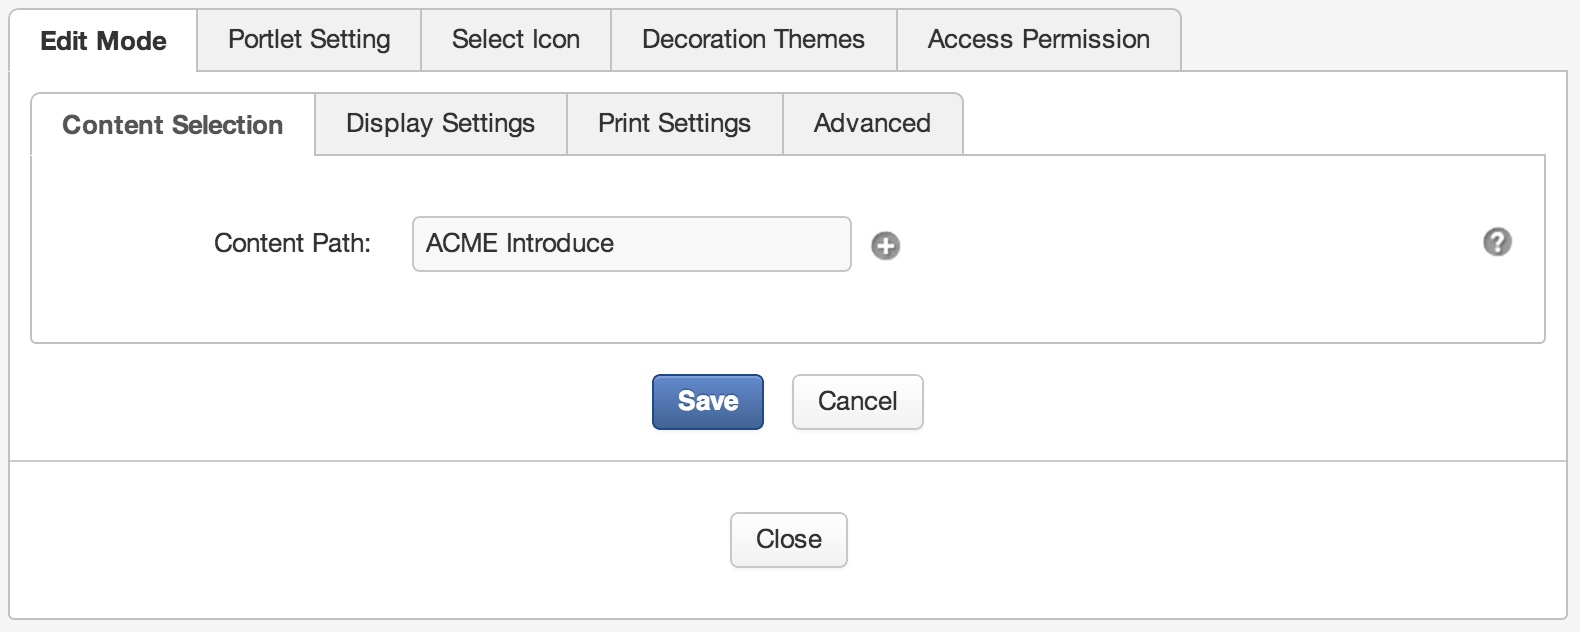 Edit Mode Portlet Setting Select Icon Decoration Themes Access Permission
Content Selection Display Settings Print Settings Advanced
Content Path: ACME Introduce
Save Cancel
Close